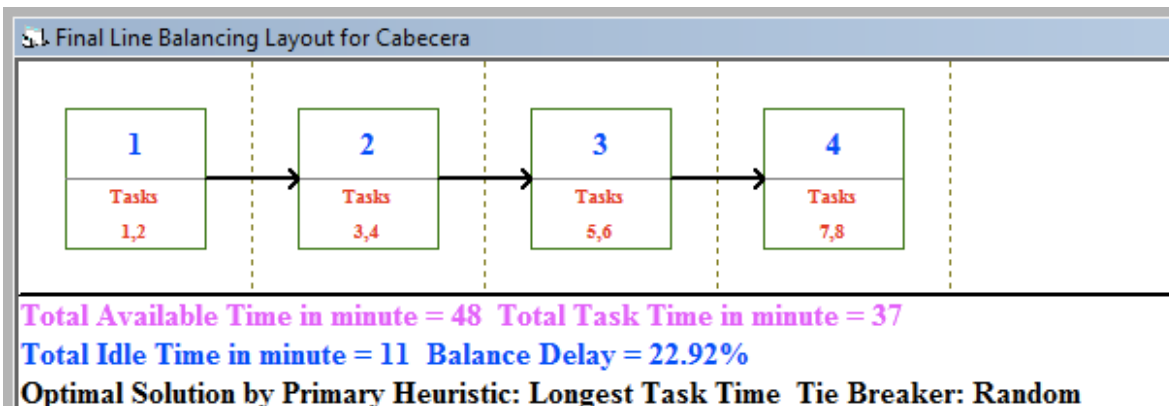 Final Line Balancing Layout for Cabecera
1 2 3 4
Tasks Tasks Tasks Tasks
1,2 3,4 5,6 7,8
Total Available Time in minute = 48 Total Task Time in minute = 37
Total Idle Time in minute = 11 Balance Delay = 22.92%
Optimal Solution by Primary Heuristic: Longest Task Time Tie Breaker: Random